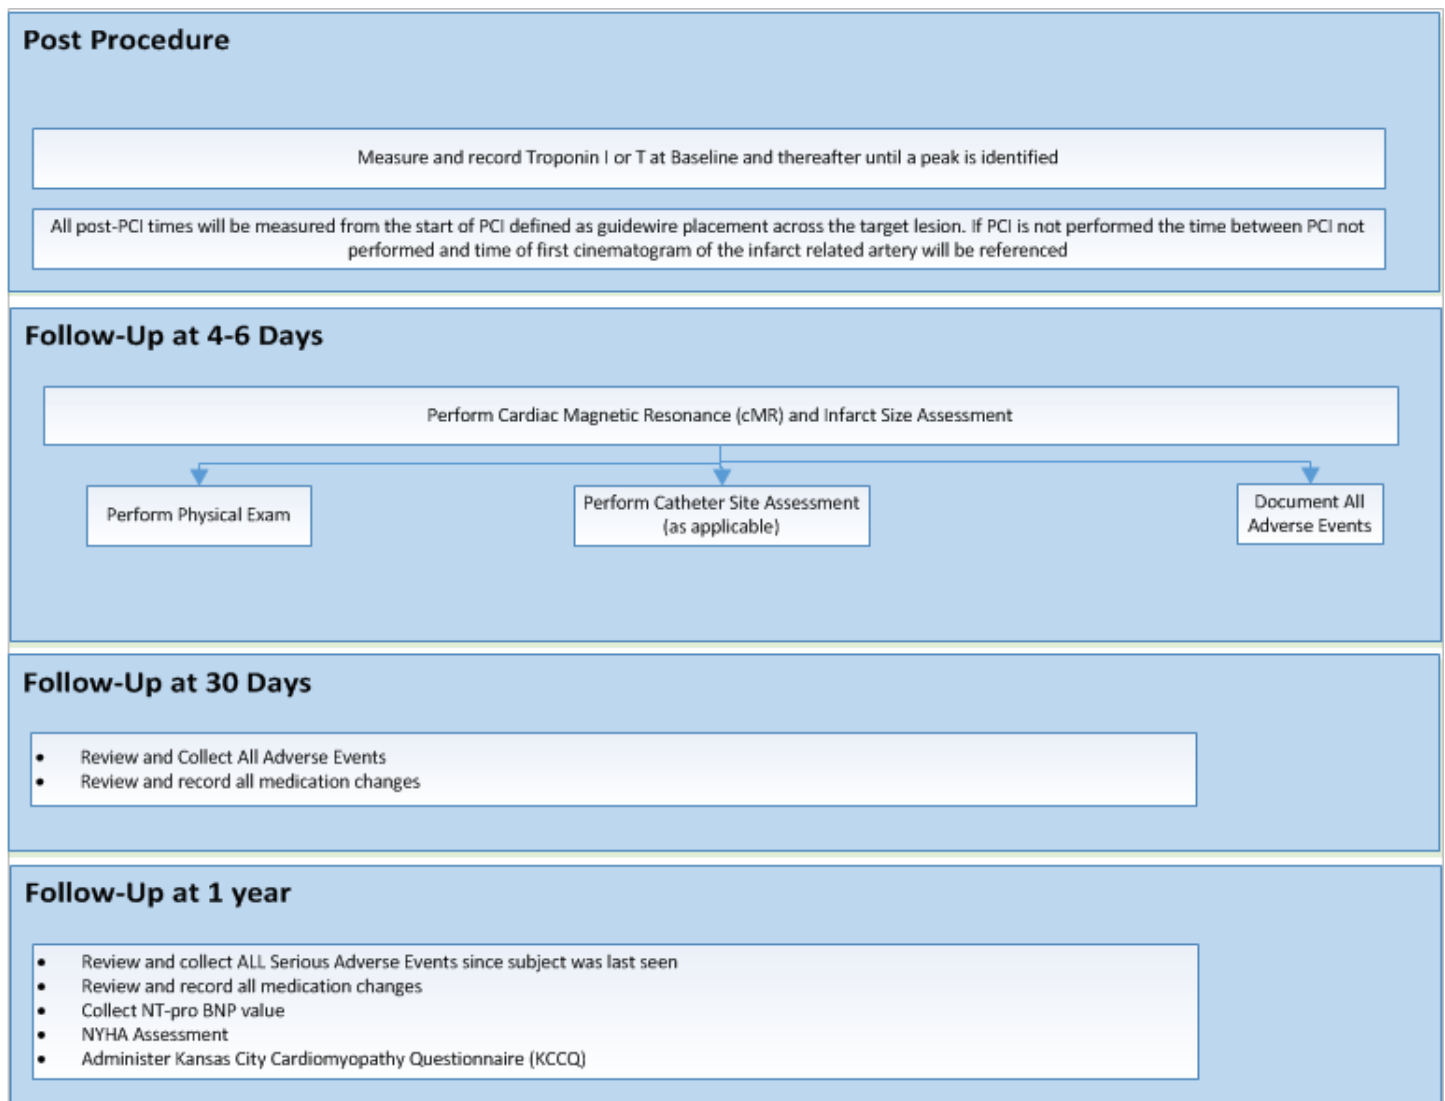 Post Procedure
Measure and record Troponin I or T at Baseline and thereafter until a peak is identified
All post-PCI times will be measured from the start of PCI defined as guidewire placement across the target lesion. If PCI is not performed the time between PCI not
performed and time of first cinematogram of the infarct related artery will be referenced
Follow-Up at 4-6 Days
Perform Cardiac Magnetic Resonance (cMR) and Infarct Size Assessment
Perform Physical Exam
Perform Catheter Site Assessment
(as applicable)
Document All
Adverse Events
Follow-Up at 30 Days
• Review and Collect All Adverse Events
• Review and record all medication changes
Follow-Up at 1 year
• Review and collect ALL Serious Adverse Events since subject was last seen
• Review and record all medication changes
• Collect NT-pro BNP value
• NYHA Assessment
• Administer Kansas City Cardiomyopathy Questionnaire (KCCQ)